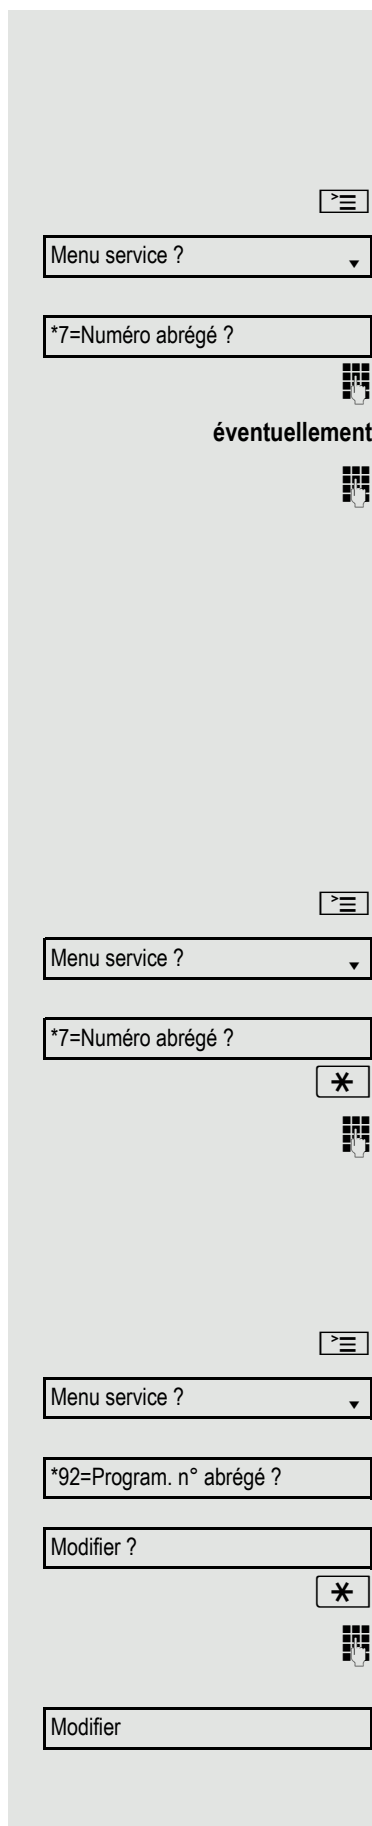 Menu service ?
*7=Numéro abrégé ?
éventuellement
Menu service ?
*7=Numéro abrégé ?
Menu service ?
*92=Program. n° abrégé ?
Modifier ?
Modifier